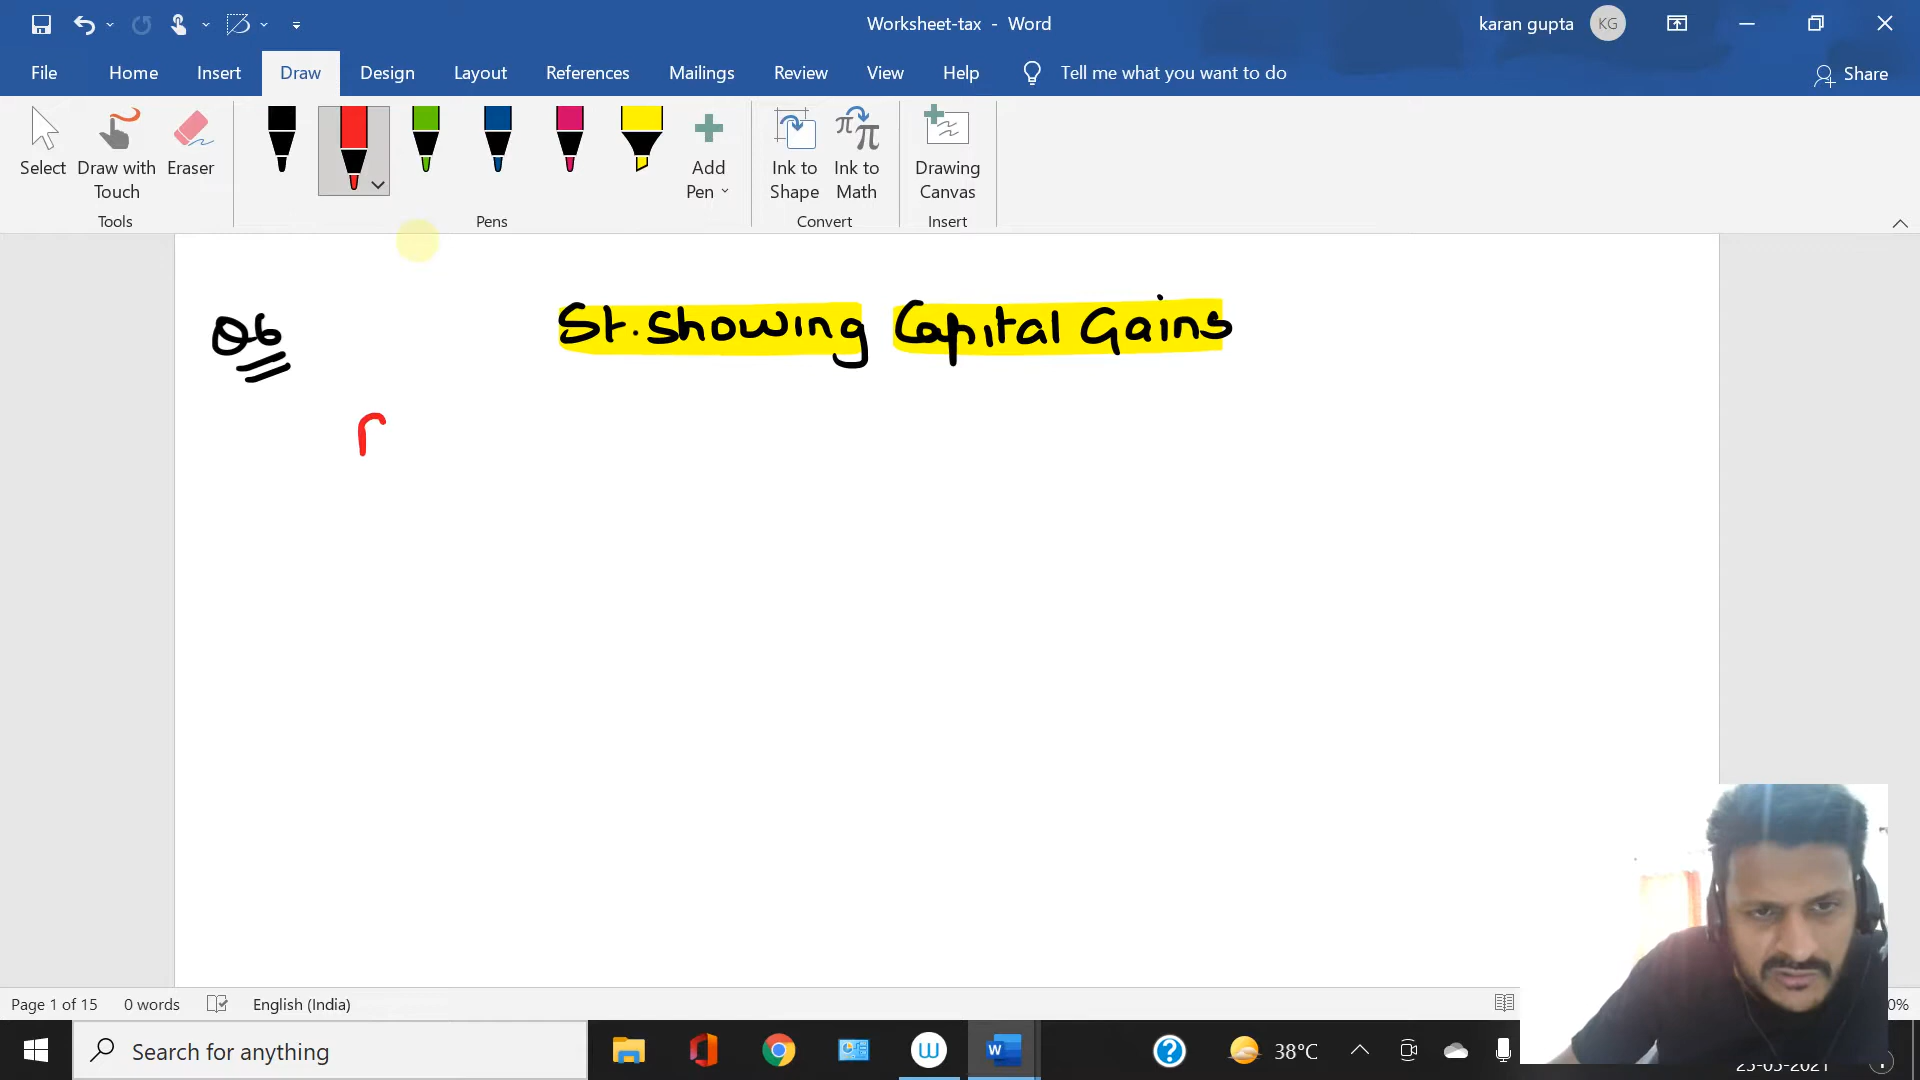 Worksheet-tax - Word
karan gupta
KG
File Home Insert Draw Design Layout References Mailings Review View Help Tell me what you want to do
Share
Select
Draw with Touch
Eraser
Add Pen
Ink to Shape
Ink to Math
Drawing Canvas
Tools
Pens
Convert
Insert
Q6
St. Showing Capital Gains
Page 1 of 15
0 words
English (India)
0%
Search for anything
38°C